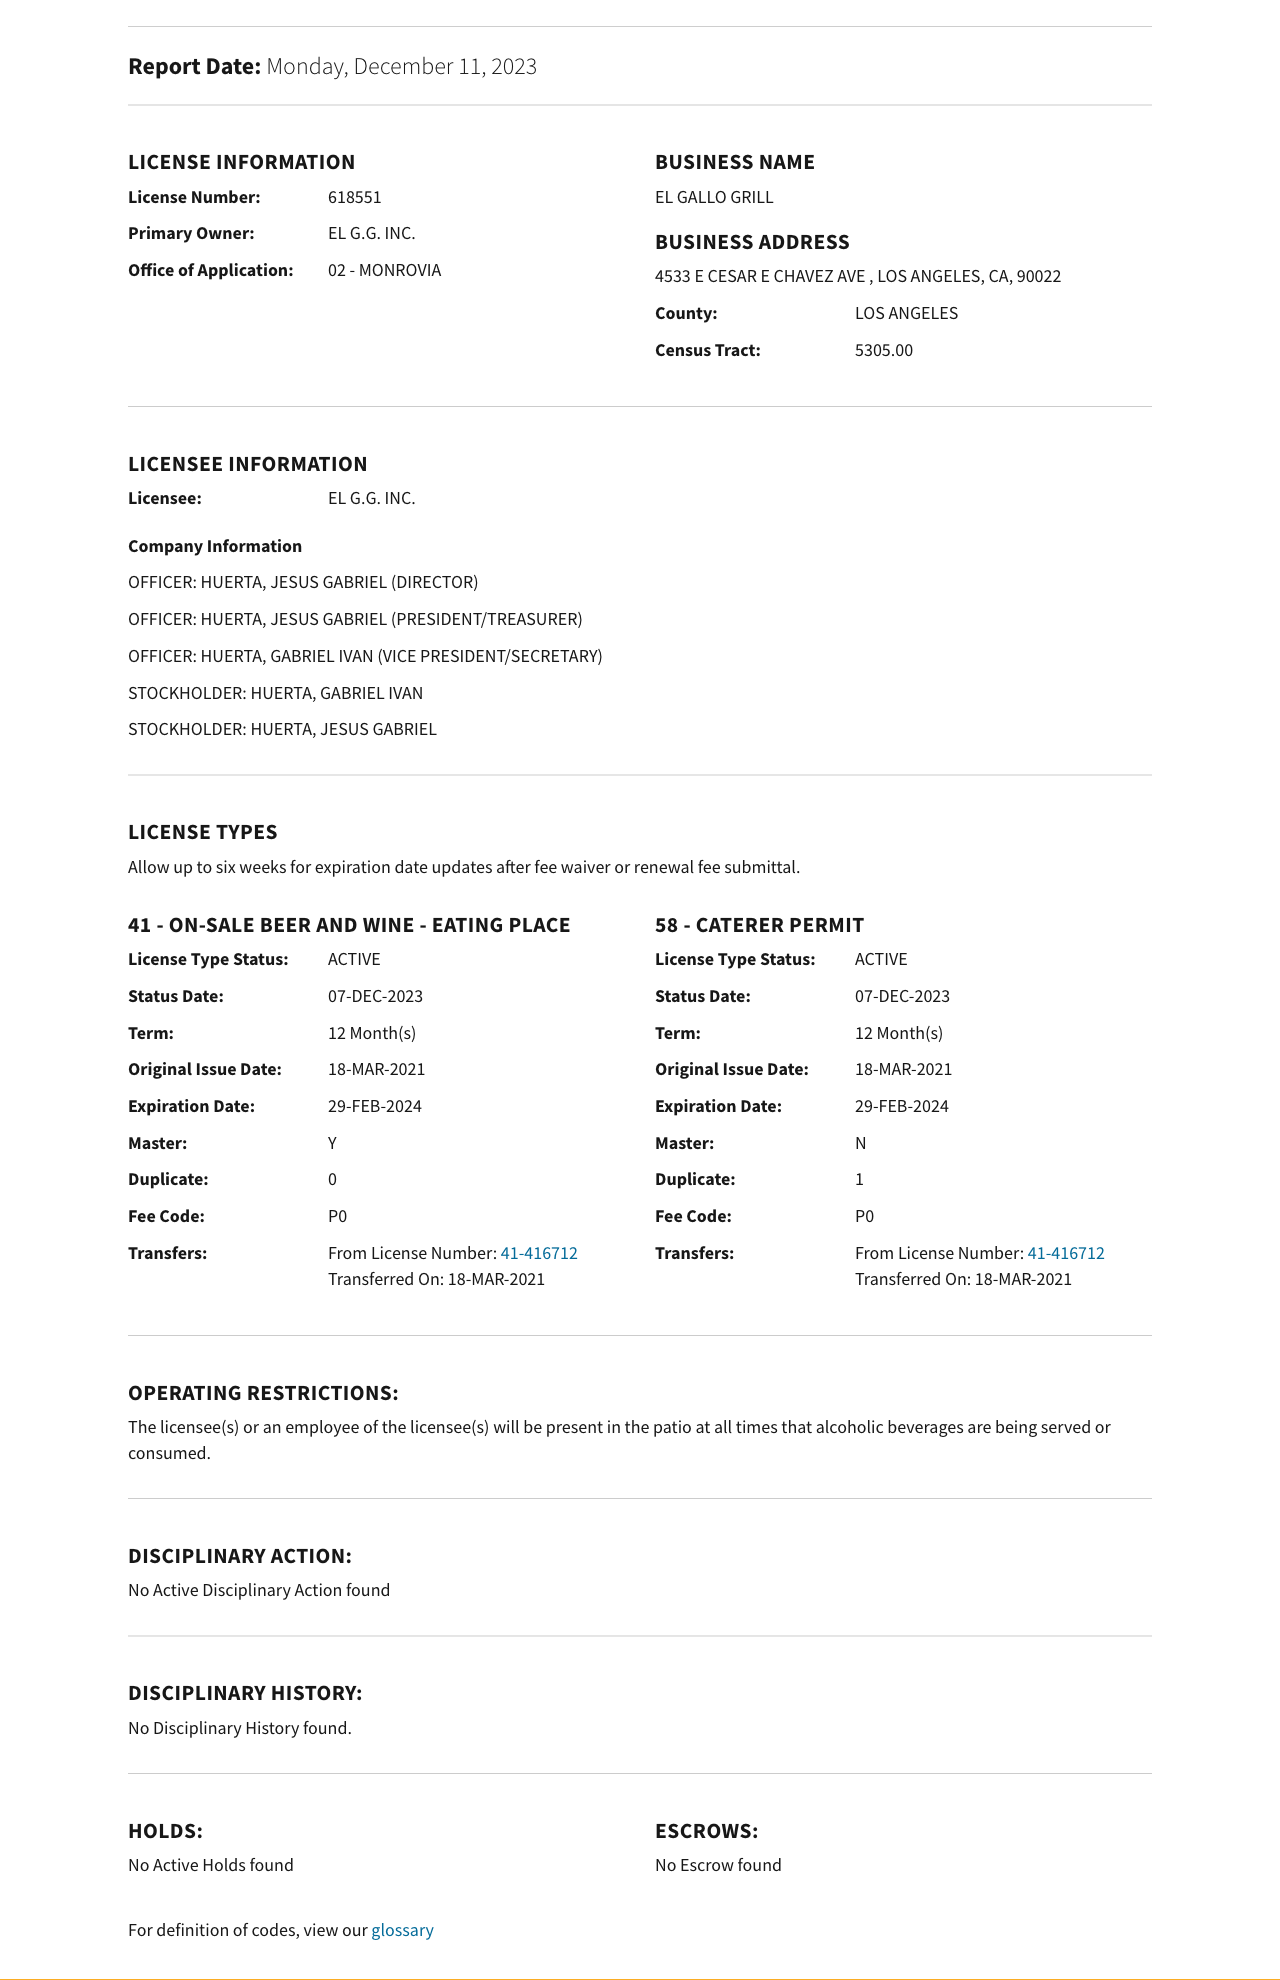 Report Date: Monday, December 11, 2023
LICENSE INFORMATION
License Number: 618551
Primary Owner: EL G.G. INC.
Office of Application: 02 - MONROVIA
BUSINESS NAME
EL GALLO GRILL
BUSINESS ADDRESS
4533 E CESAR E CHAVEZ AVE , LOS ANGELES, CA, 90022
County: LOS ANGELES
Census Tract: 5305.00
LICENSEE INFORMATION
Licensee: EL G.G. INC.
Company Information
OFFICER: HUERTA, JESUS GABRIEL (DIRECTOR)
OFFICER: HUERTA, JESUS GABRIEL (PRESIDENT/TREASURER)
OFFICER: HUERTA, GABRIEL IVAN (VICE PRESIDENT/SECRETARY)
STOCKHOLDER: HUERTA, GABRIEL IVAN
STOCKHOLDER: HUERTA, JESUS GABRIEL
LICENSE TYPES
Allow up to six weeks for expiration date updates after fee waiver or renewal fee submittal.
41 - ON-SALE BEER AND WINE - EATING PLACE
License Type Status: ACTIVE
Status Date: 07-DEC-2023
Term: 12 Month(s)
Original Issue Date: 18-MAR-2021
Expiration Date: 29-FEB-2024
Master: Y
Duplicate: 0
Fee Code: P0
Transfers: From License Number: 41-416712
Transferred On: 18-MAR-2021
58 - CATERER PERMIT
License Type Status: ACTIVE
Status Date: 07-DEC-2023
Term: 12 Month(s)
Original Issue Date: 18-MAR-2021
Expiration Date: 29-FEB-2024
Master: N
Duplicate: 1
Fee Code: P0
Transfers: From License Number: 41-416712
Transferred On: 18-MAR-2021
OPERATING RESTRICTIONS:
The licensee(s) or an employee of the licensee(s) will be present in the patio at all times that alcoholic beverages are being served or
consumed.
DISCIPLINARY ACTION:
No Active Disciplinary Action found
DISCIPLINARY HISTORY:
No Disciplinary History found.
HOLDS:
No Active Holds found
ESCROWS:
No Escrow found
For definition of codes, view our glossary